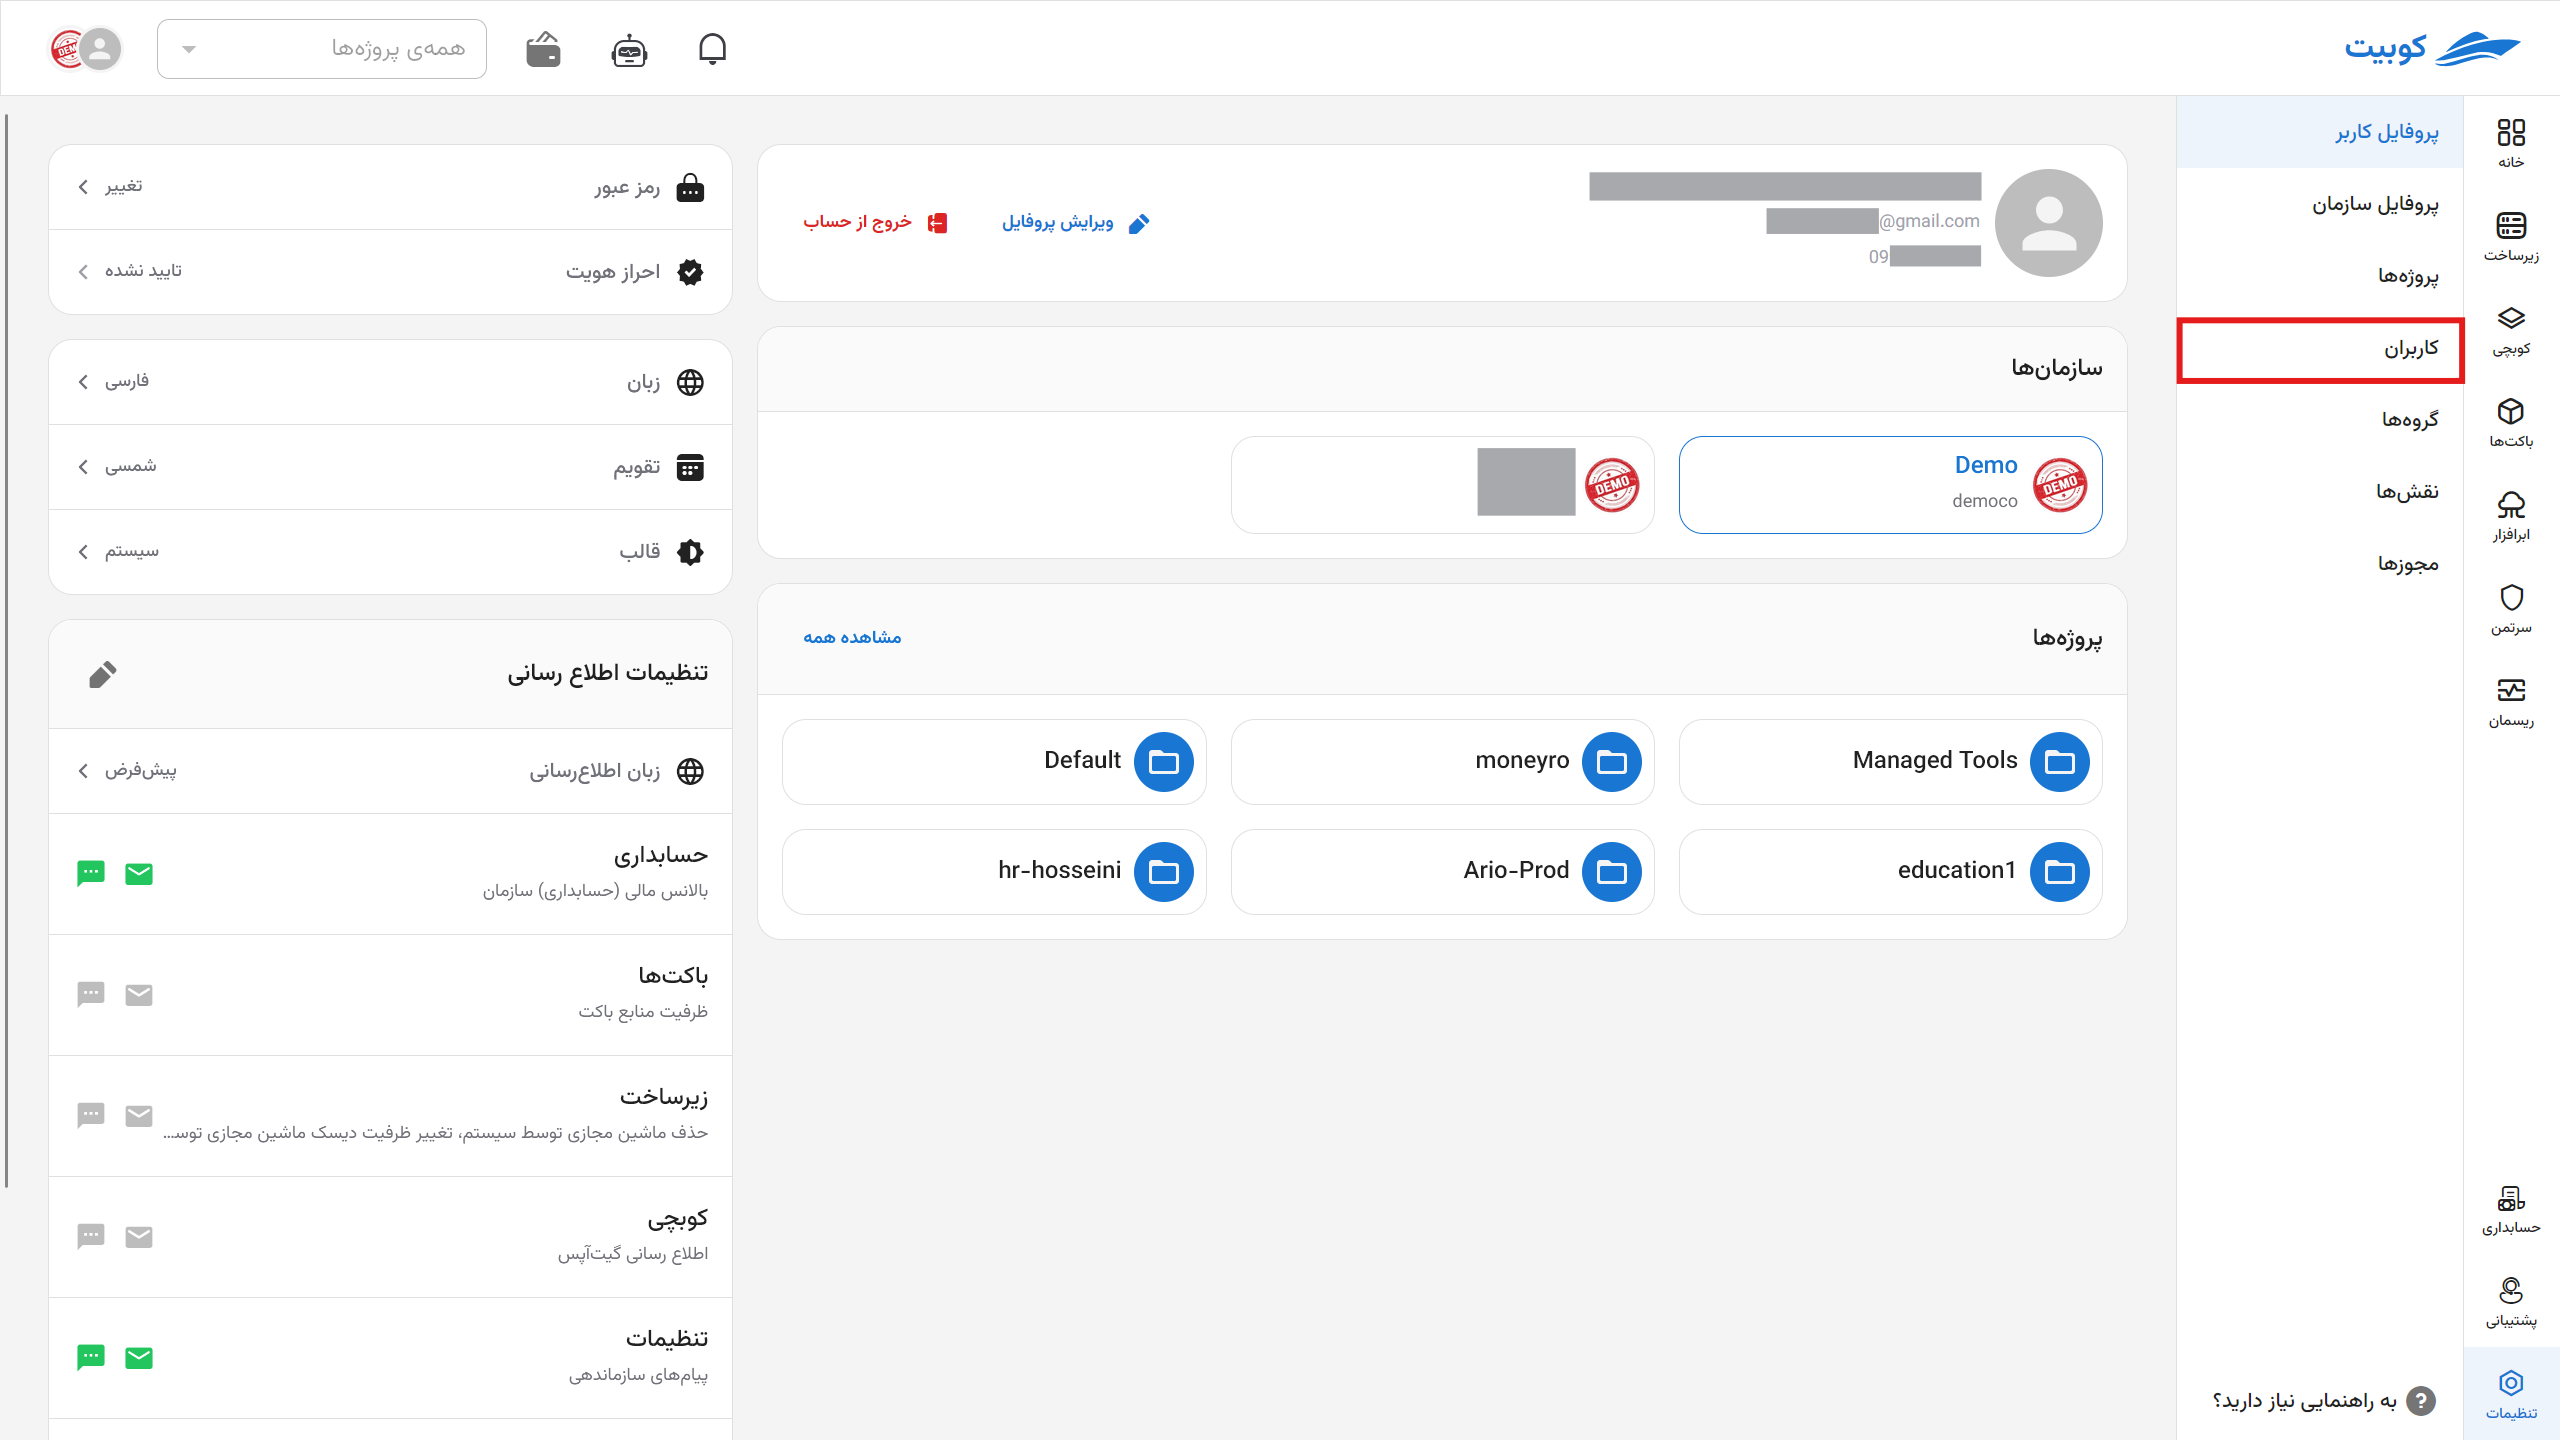 کوبیت
همه‌ی پروژه‌ها
DEMO
خانه
زیرساخت
کوبچی
باکت‌ها
ابرافزار
سرتمن
ریسمان
حسابداری
پشتیبانی
تنظیمات
پروفایل کاربر
پروفایل سازمان
پروژه‌ها
کاربران
گروه‌ها
نقش‌ها
مجوزها
به راهنمایی نیاز دارید؟
@gmail.com
09
ویرایش پروفایل
خروج از حساب
سازمان‌ها
DEMO
Demo
democo
DEMO
پروژه‌ها
مشاهده همه
Managed Tools
moneyro
Default
education1
Ario-Prod
hr-hosseini
رمز عبور
تغییر
احراز هویت
تایید نشده
زبان
فارسی
تقویم
شمسی
قالب
سیستم
تنظیمات اطلاع رسانی
زبان اطلاع‌رسانی
پیش‌فرض
حسابداری
بالانس مالی (حسابداری) سازمان
باکت‌ها
ظرفیت منابع باکت
زیرساخت
حذف ماشین مجازی توسط سیستم، تغییر ظرفیت دیسک ماشین مجازی توس...
کوبچی
اطلاع رسانی گیت‌آپس
تنظیمات
پیام‌های سازماندهی